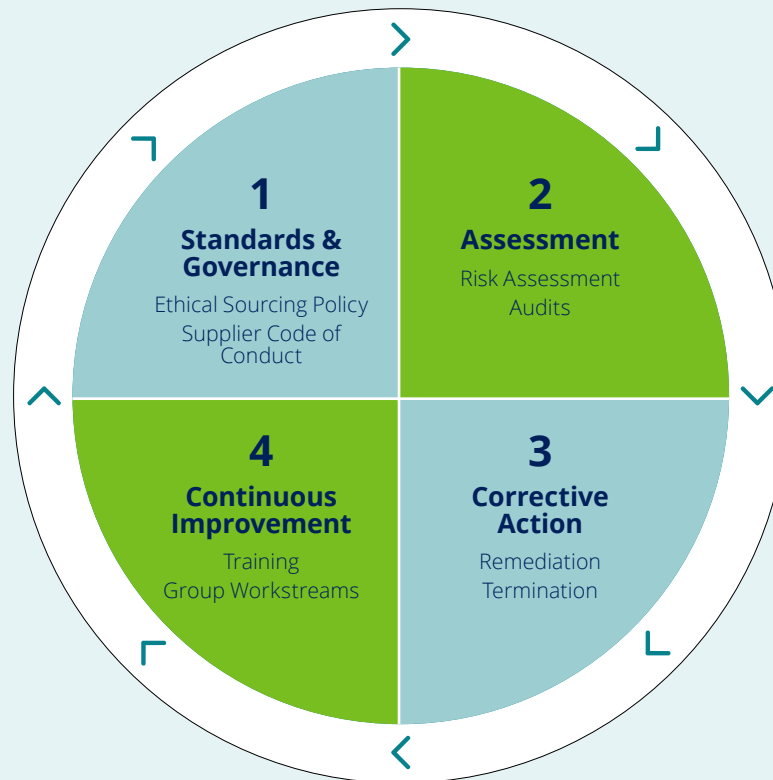 1
Standards &
Governance
Ethical Sourcing Policy
Supplier Code of
Conduct
2
Assessment
Risk Assessment
Audits
3
Corrective
Action
Remediation
Termination
4
Continuous
Improvement
Training
Group Workstreams